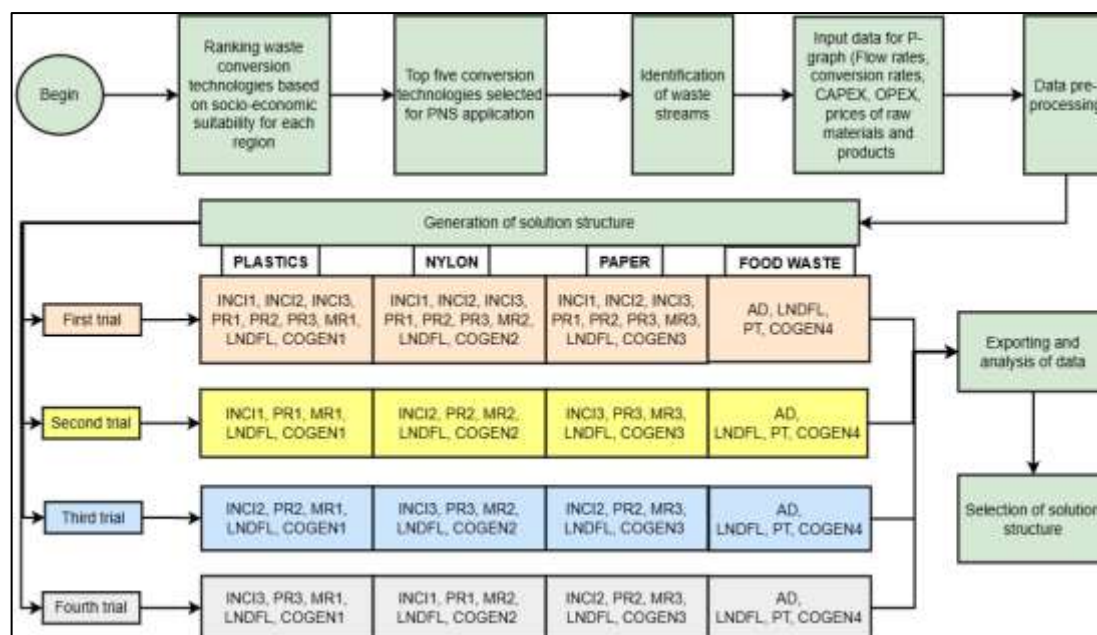 Begin
Ranking waste
conversion
technologies based
on socio-economic
suitability for each
region
Top five conversion
technologies selected
for PNS application
Identification
of waste
streams
Input data for P-
graph (Flow rates,
conversion rates,
CAPEX, OPEX,
prices of raw
materials and
products
Data pre-
processing
Generation of solution structure
PLASTICS
NYLON
PAPER
FOOD WASTE
First trial
INCI1, INCI2, INCI3,
PR1, PR2, PR3, MR1,
LNDFL, COGEN1
INCI1, INCI2, INCI3,
PR1, PR2, PR3, MR2,
LNDFL, COGEN2
INCI1, INCI2, INCI3,
PR1, PR2, PR3, MR3,
LNDFL, COGEN3
AD, LNDFL,
PT, COGEN4
Second trial
INCI1, PR1, MR1,
LNDFL, COGEN1
INCI2, PR2, MR2,
LNDFL, COGEN2
INCI3, PR3, MR3,
LNDFL, COGEN3
AD,
LNDFL, PT, COGEN4
Third trial
INCI2, PR2, MR1,
LNDFL, COGEN1
INCI3, PR3, MR2,
LNDFL, COGEN2
INCI2, PR2, MR3,
LNDFL, COGEN3
AD,
LNDFL, PT, COGEN4
Fourth trial
INCI3, PR3, MR1,
LNDFL, COGEN1
INCI1, PR1, MR2,
LNDFL, COGEN2
INCI2, PR2, MR3,
LNDFL, COGEN3
AD,
LNDFL, PT, COGEN4
Exporting and
analysis of data
Selection of solution
structure